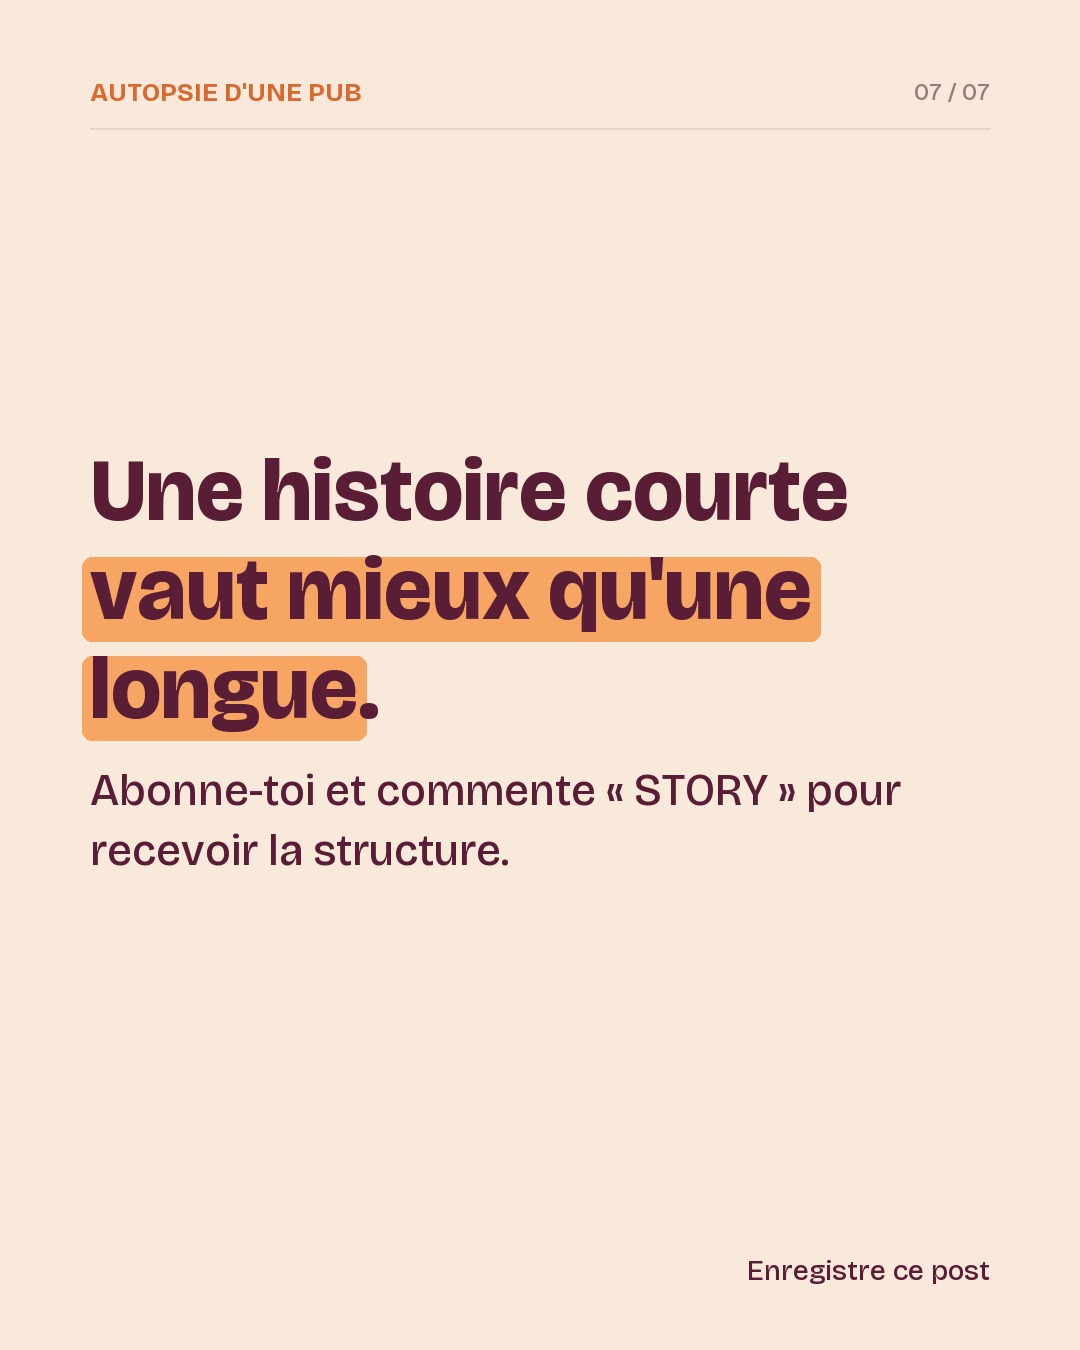 AUTOPSIE D'UNE PUB
07 / 07
Une histoire courte
vaut mieux qu'une
longue.
Abonne-toi et commente « STORY » pour
recevoir la structure.
Enregistre ce post